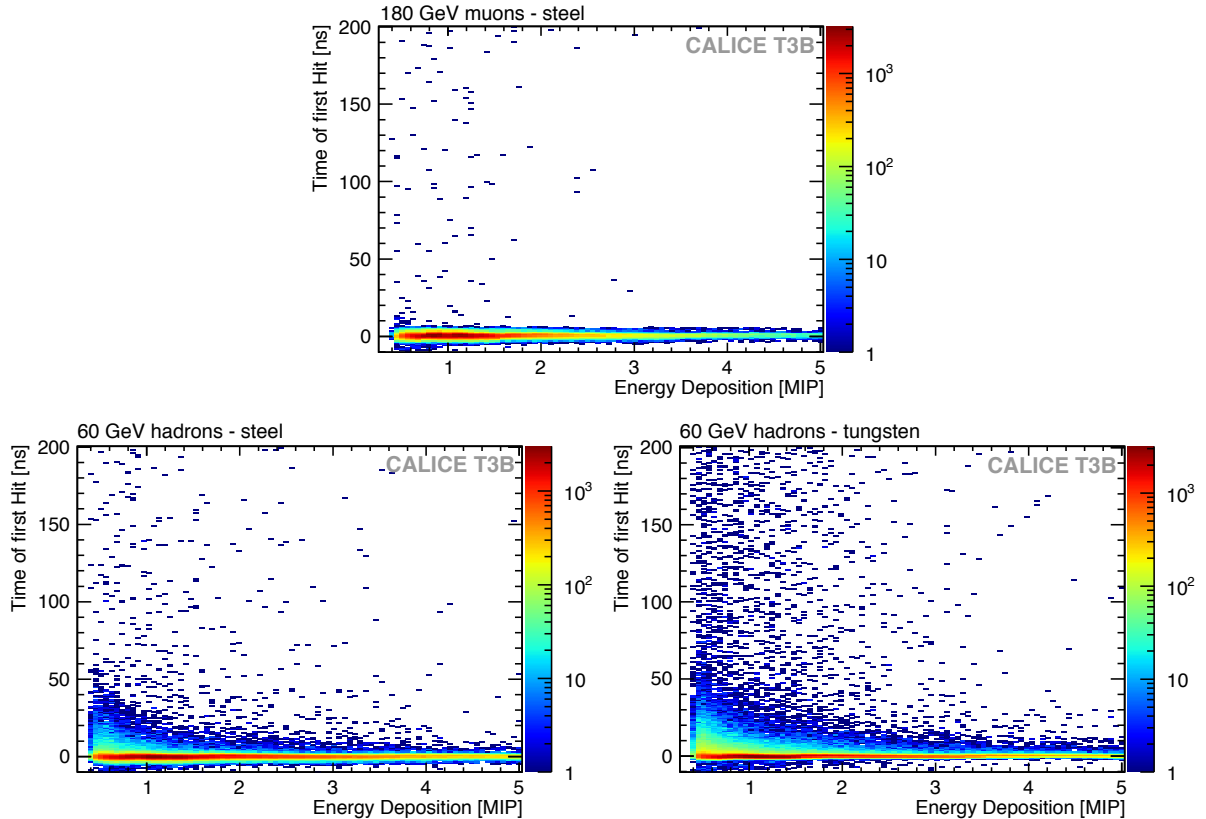 180 GeV muons - steel
CALICE T3B
Time of first Hit [ns]
200
150
100
50
0
1 2 3 4 5
Energy Deposition [MIP]
10³
10²
10
1
60 GeV hadrons - steel
CALICE T3B
Time of first Hit [ns]
200
150
100
50
0
1 2 3 4 5
Energy Deposition [MIP]
10³
10²
10
1
60 GeV hadrons - tungsten
CALICE T3B
Time of first Hit [ns]
200
150
100
50
0
1 2 3 4 5
Energy Deposition [MIP]
10³
10²
10
1